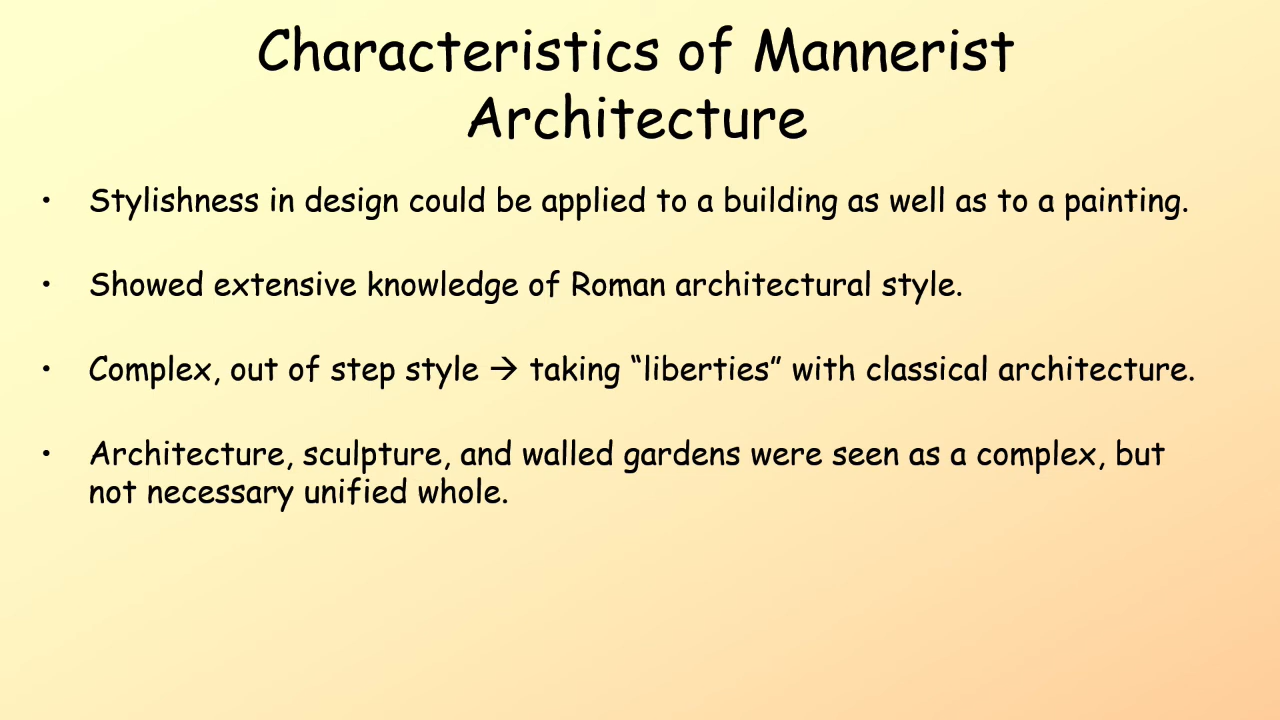 Characteristics of Mannerist
Architecture
• Stylishness in design could be applied to a building as well as to a painting.
• Showed extensive knowledge of Roman architectural style.
• Complex, out of step style → taking “liberties” with classical architecture.
• Architecture, sculpture, and walled gardens were seen as a complex, but
not necessary unified whole.